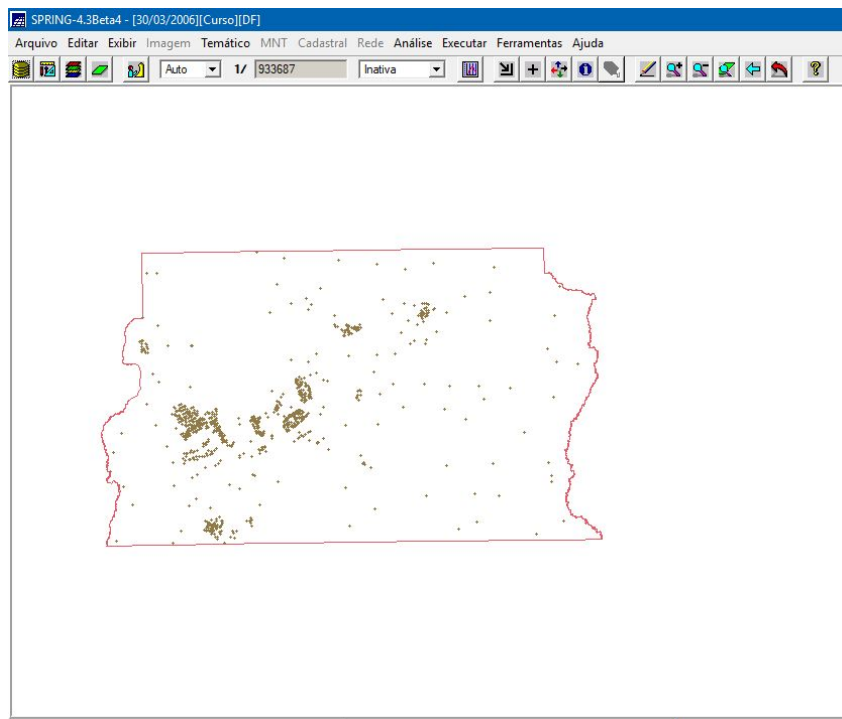 SPRING-4.3Beta4 - [30/03/2006][Curso][DF]
Arquivo Editar Exibir Imagem Temático MNT Cadastral Rede Análise Executar Ferramentas Ajuda
Auto 1/ 933687 Inativa